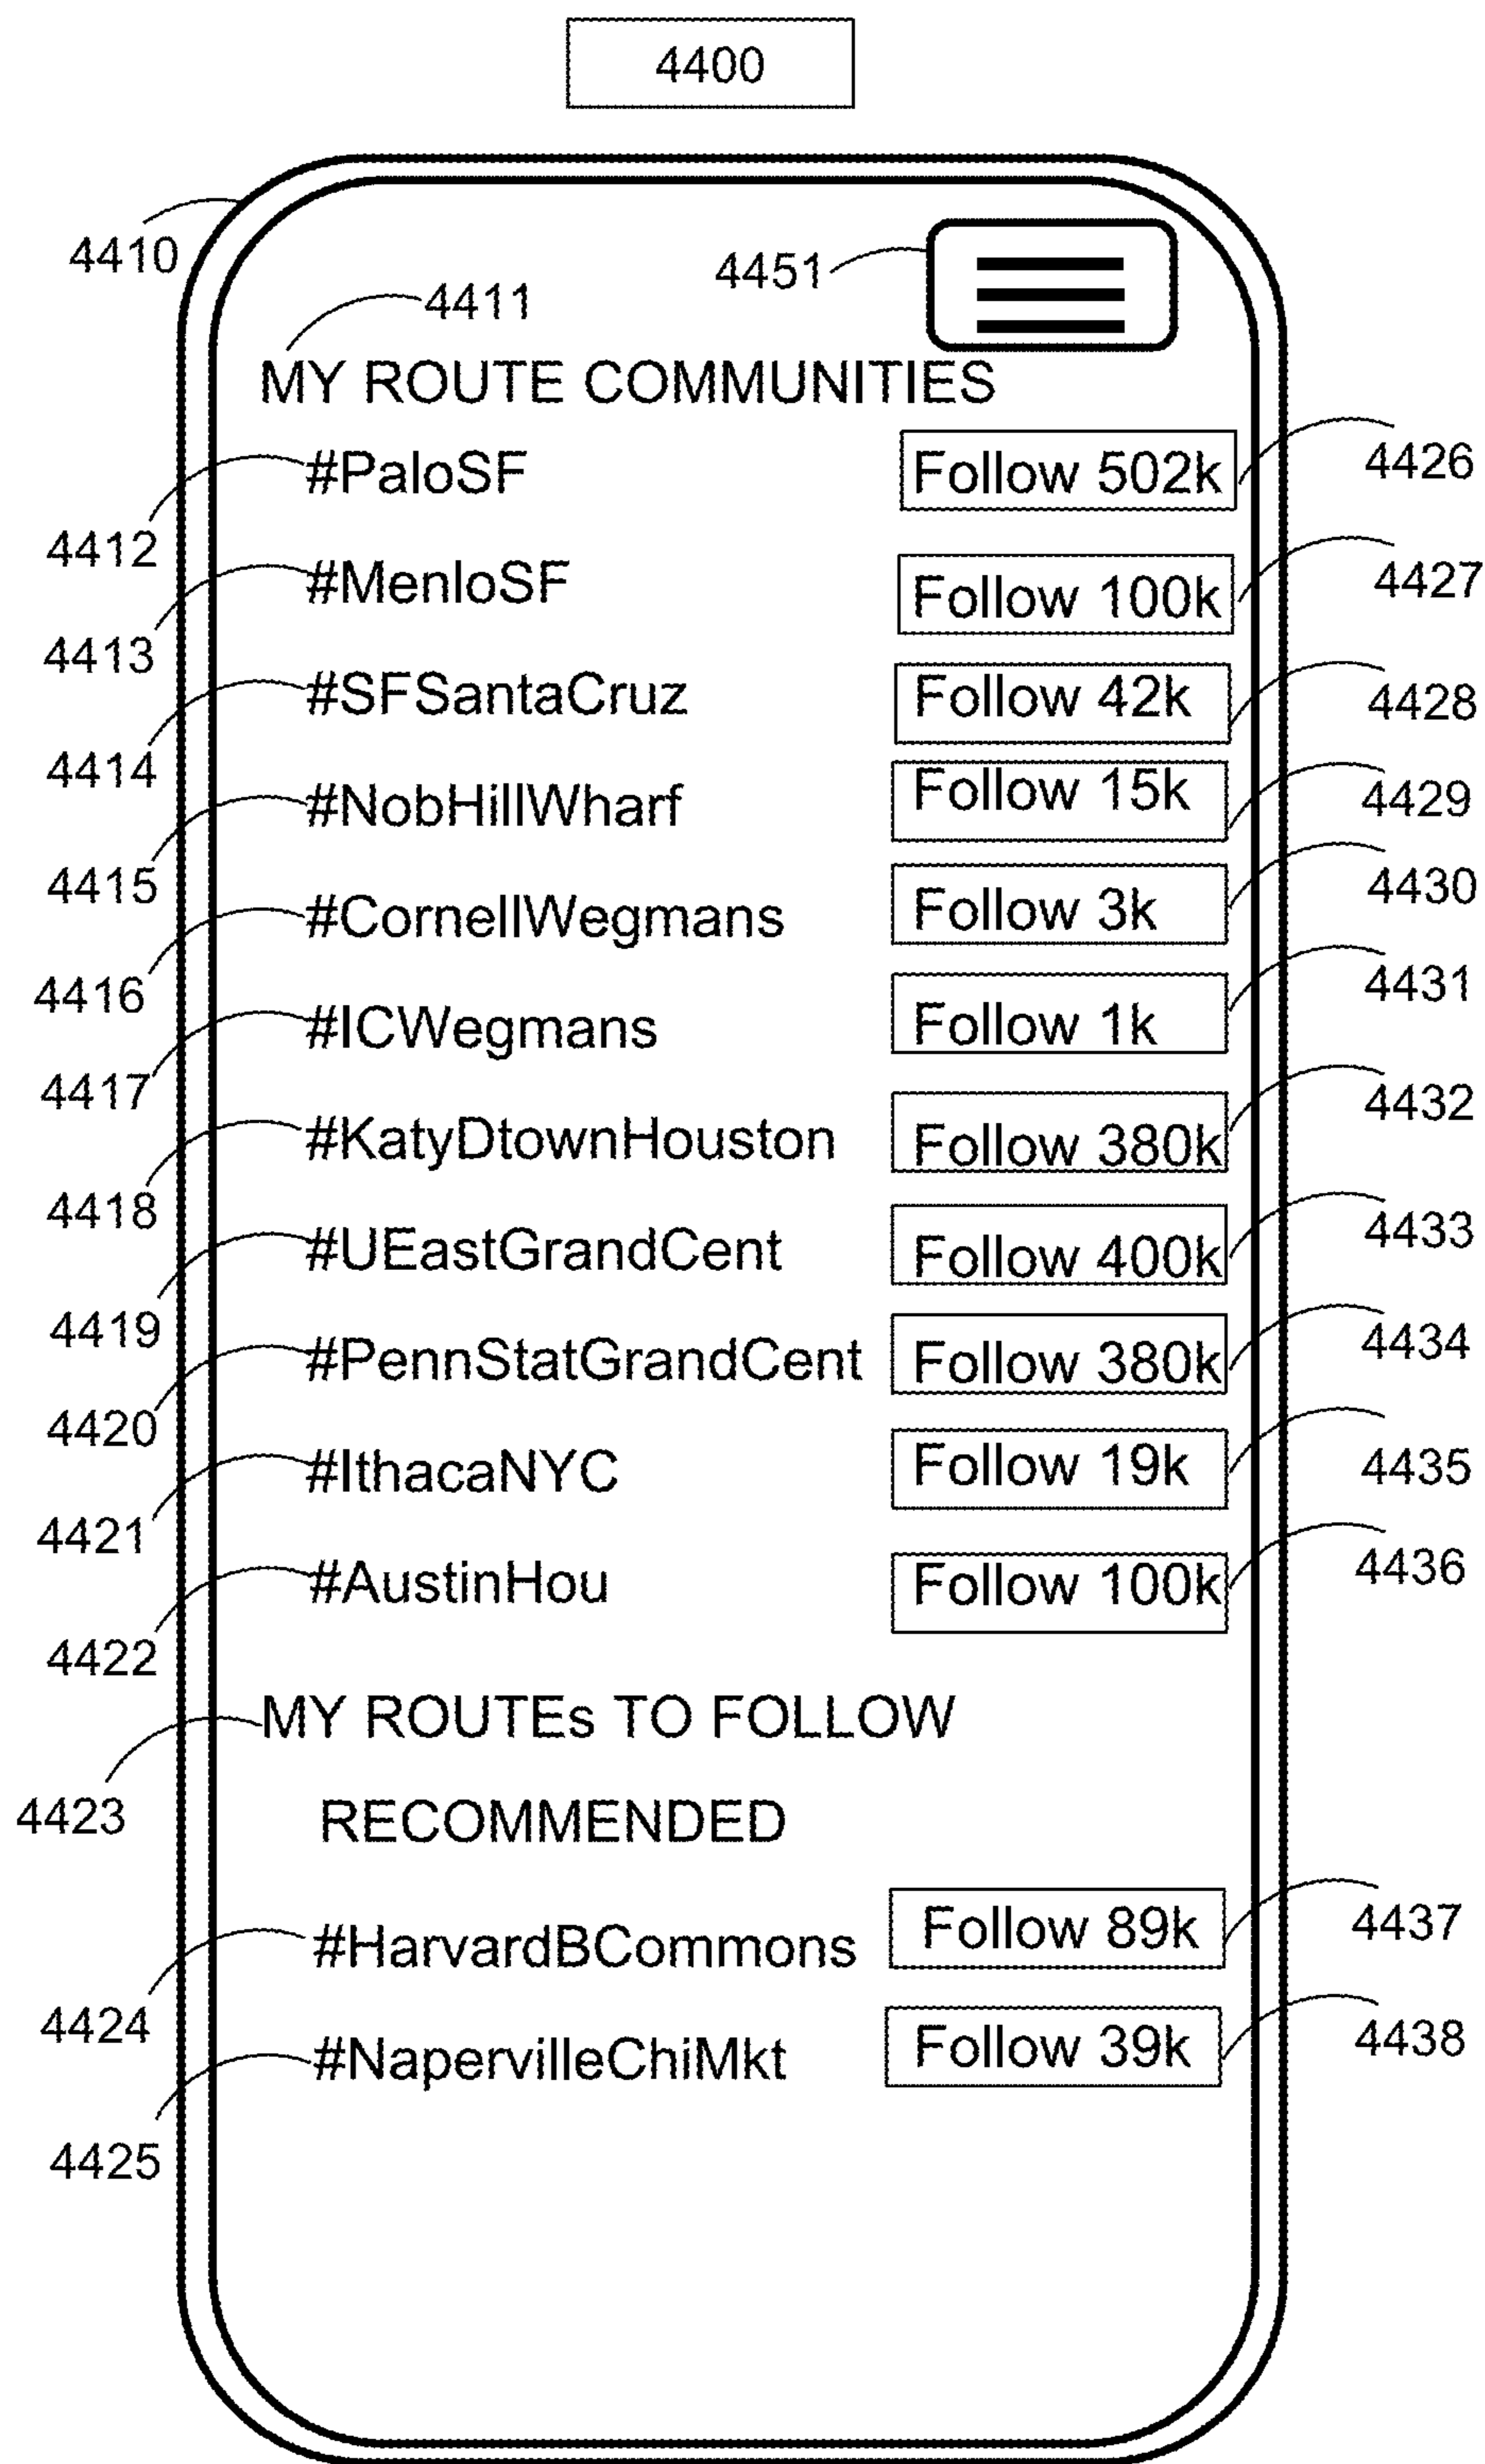 4400
4410
4451
4411
MY ROUTE COMMUNITIES
#PaloSF Follow 502k 4426
4412
#MenloSF Follow 100k 4427
4413
#SFSantaCruz Follow 42k 4428
4414
#NobHillWharf Follow 15k 4429
4415
#CornellWegmans Follow 3k 4430
4416
#ICWegmans Follow 1k 4431
4417
#KatyDtownHouston Follow 380k 4432
4418
#UEastGrandCent Follow 400k 4433
4419
#PennStatGrandCent Follow 380k 4434
4420
#IthacaNYC Follow 19k 4435
4421
#AustinHou Follow 100k 4436
4422
MY ROUTEs TO FOLLOW
4423
RECOMMENDED
#HarvardBCommons Follow 89k 4437
4424
#NapervilleChiMkt Follow 39k 4438
4425